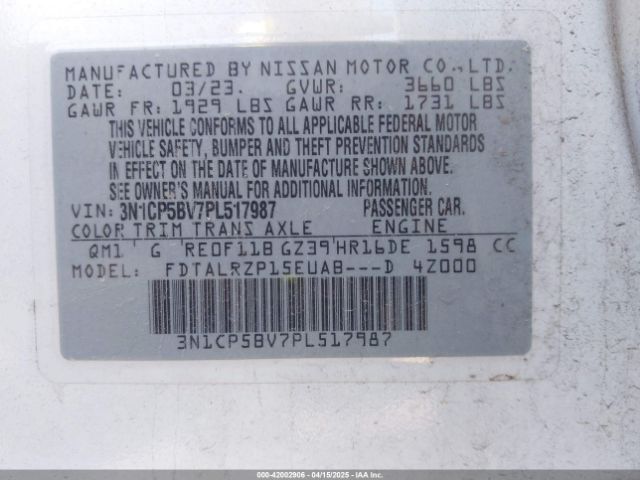 MANUFACTURED BY NISSAN MOTOR CO.,LTD.
DATE: 03/23. GVWR: 3660 LBS
GAWR FR: 1929 LBS GAWR RR: 1731 LBS
THIS VEHICLE CONFORMS TO ALL APPLICABLE FEDERAL MOTOR
VEHICLE SAFETY, BUMPER AND THEFT PREVENTION STANDARDS
IN EFFECT ON THE DATE OF MANUFACTURE SHOWN ABOVE.
SEE OWNER'S MANUAL FOR ADDITIONAL INFORMATION.
VIN: 3N1CP5BV7PL517987 PASSENGER CAR.
COLOR TRIM TRANS AXLE ENGINE
QM1 G RE0F11B GZ39 HR16DE 1598 CC
MODEL: FDTALRZP15EUAB---D 4Z000
3N1CP5BV7PL517987
000-42002906 - 04/15/2025 - COPYRIGHT IAA, LLC